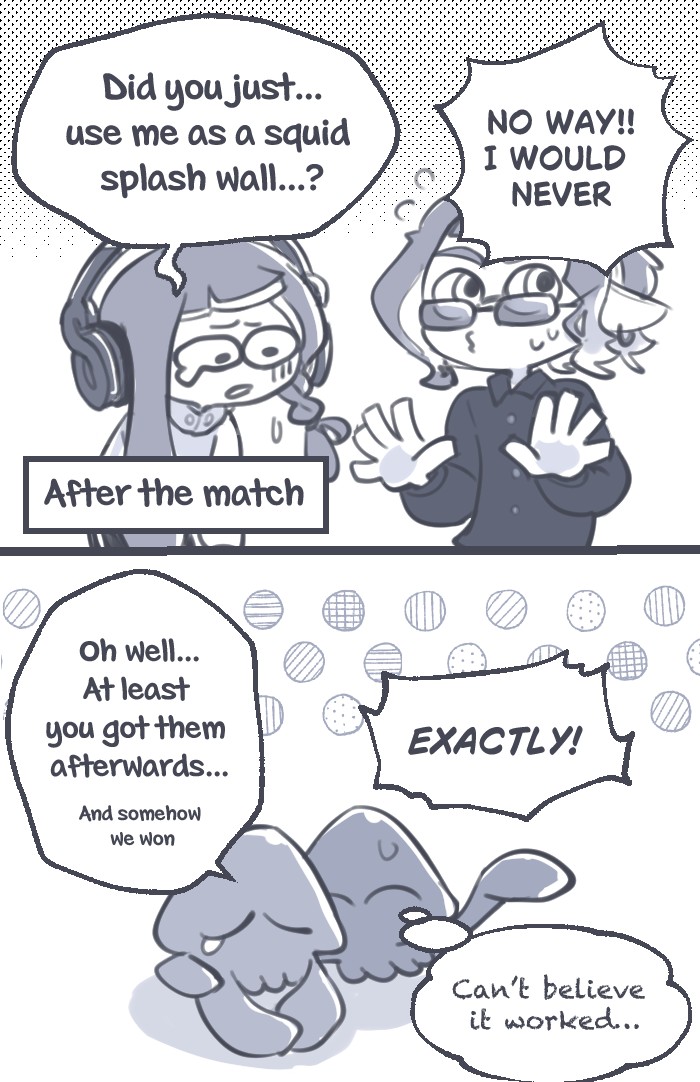 Did you just...
use me as a squid
splash wall...?
NO WAY!!
I WOULD
NEVER
After the match
Oh well...
At least
you got them
afterwards...
And somehow
we won
EXACTLY!
Can't believe
it worked...